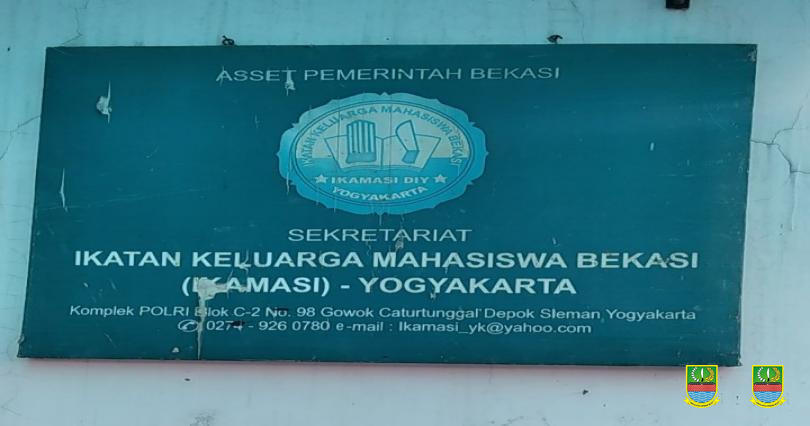 ASSET PEMERINTAH BEKASI
IKATAN KELUARGA MAHASISWA BEKASI
IKAMASI DIY
YOGYAKARTA
SEKRETARIAT
IKATAN KELUARGA MAHASISWA BEKASI
(IKAMASI) - YOGYAKARTA
Komplek POLRI Blok C-2 No. 98 Gowok Caturtunggal Depok Sleman Yogyakarta
0274 - 926 0780 e-mail : Ikamasi_yk@yahoo.com